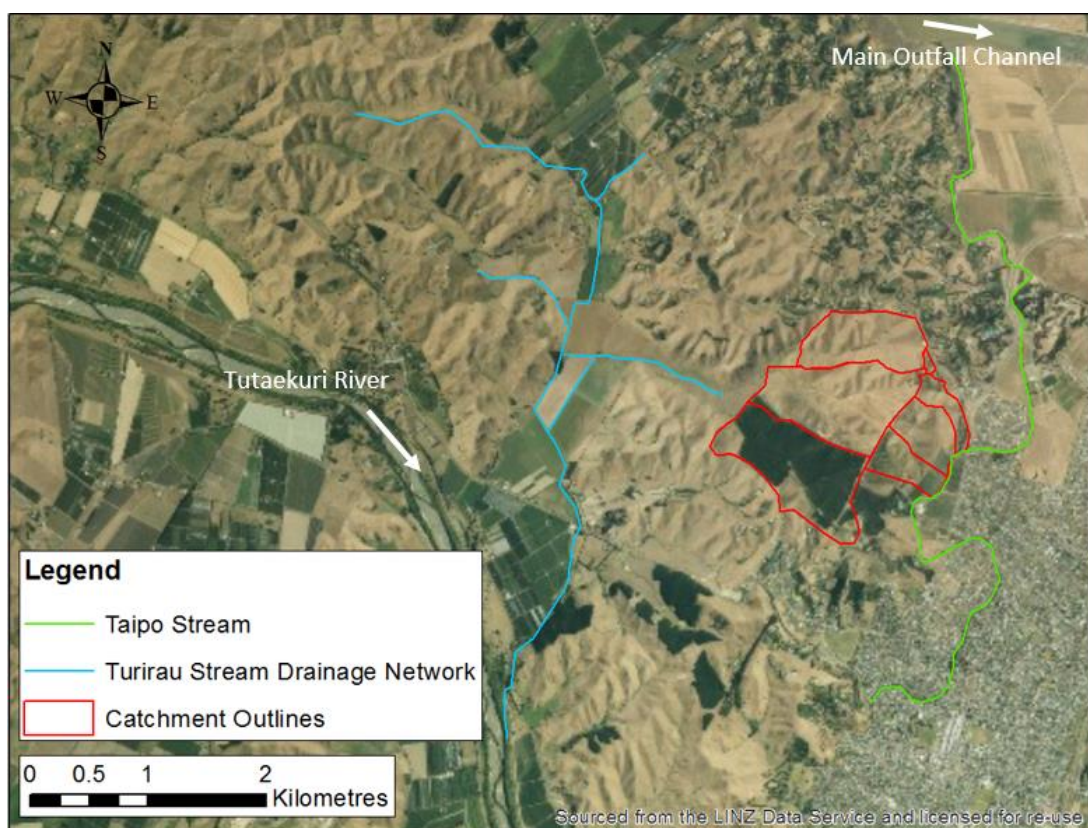 Main Outfall Channel
N
W
E
S
Tutaekuri River
Legend
Taipo Stream
Turirau Stream Drainage Network
Catchment Outlines
0 0.5 1 2
Kilometres
Sourced from the LINZ Data Service and licensed for re-use